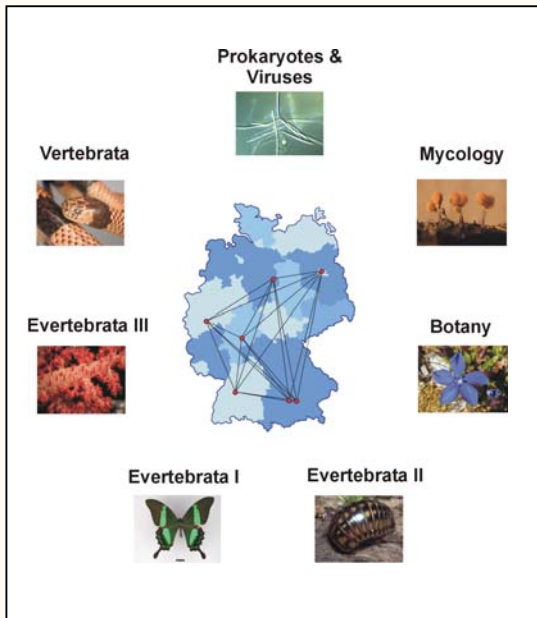 Prokaryotes &
Viruses
Vertebrata
Mycology
Evertebrata III
Botany
Evertebrata I
Evertebrata II